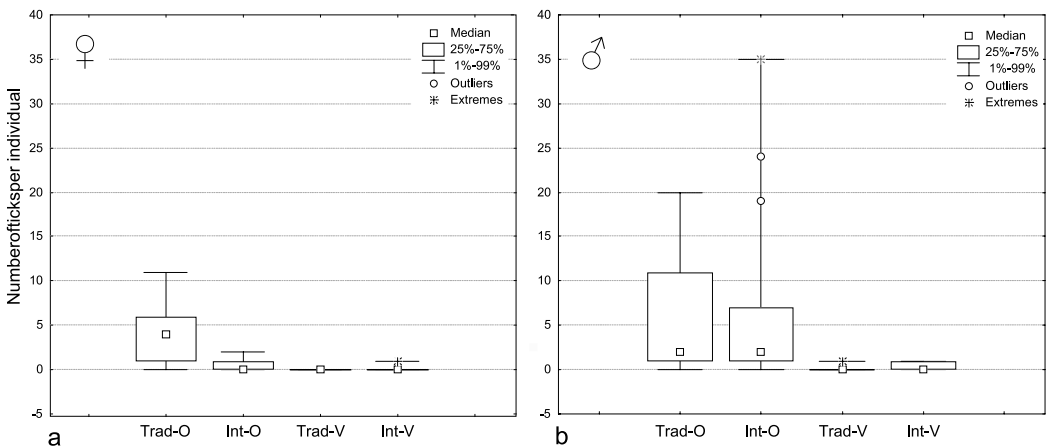 Numberofticksper individual
40
35
30
25
20
15
10
5
0
-5
♀
Median
25%-75%
1%-99%
Outliers
Extremes
Trad-O Int-O Trad-V Int-V
a
40
35
30
25
20
15
10
5
0
-5
♂
Median
25%-75%
1%-99%
Outliers
Extremes
Trad-O Int-O Trad-V Int-V
b